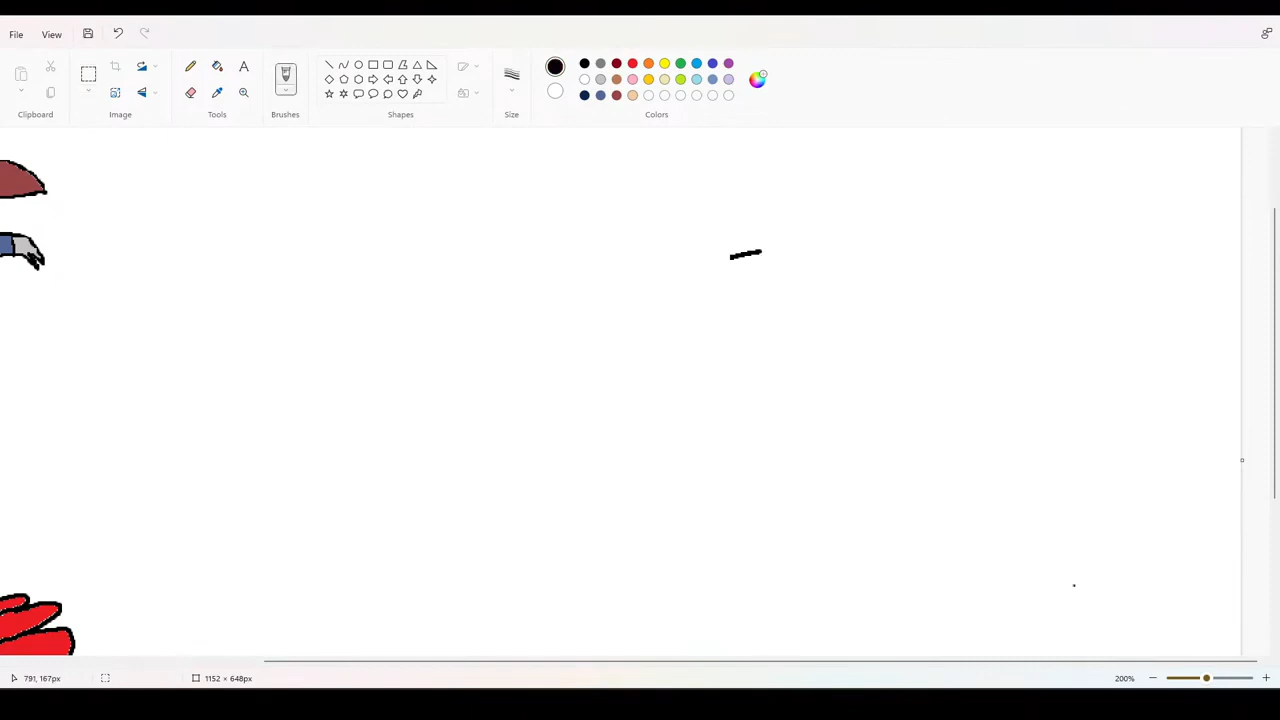 File View
Clipboard Image Tools Brushes Shapes Size Colors
791, 167px 1152 × 648px 200%